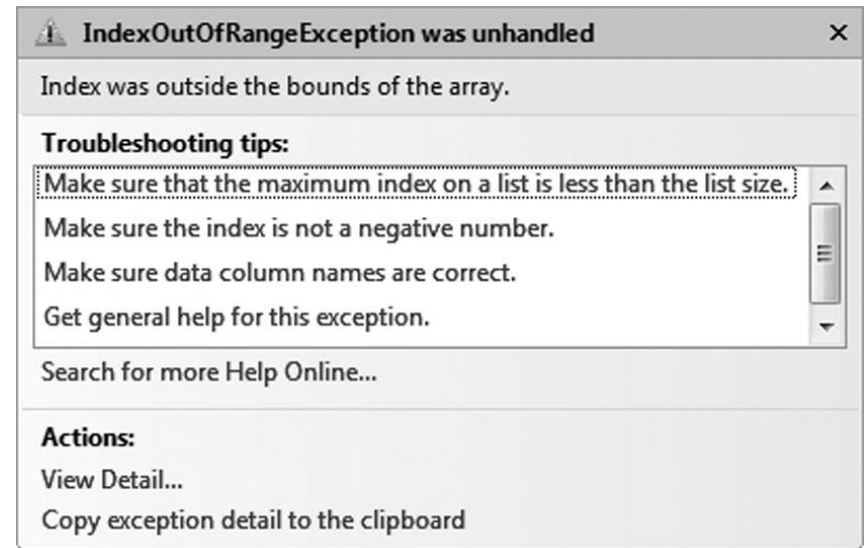 IndexOutOfRangeException was unhandled
Index was outside the bounds of the array.
Troubleshooting tips:
Make sure that the maximum index on a list is less than the list size.
Make sure the index is not a negative number.
Make sure data column names are correct.
Get general help for this exception.
Search for more Help Online...
Actions:
View Detail...
Copy exception detail to the clipboard